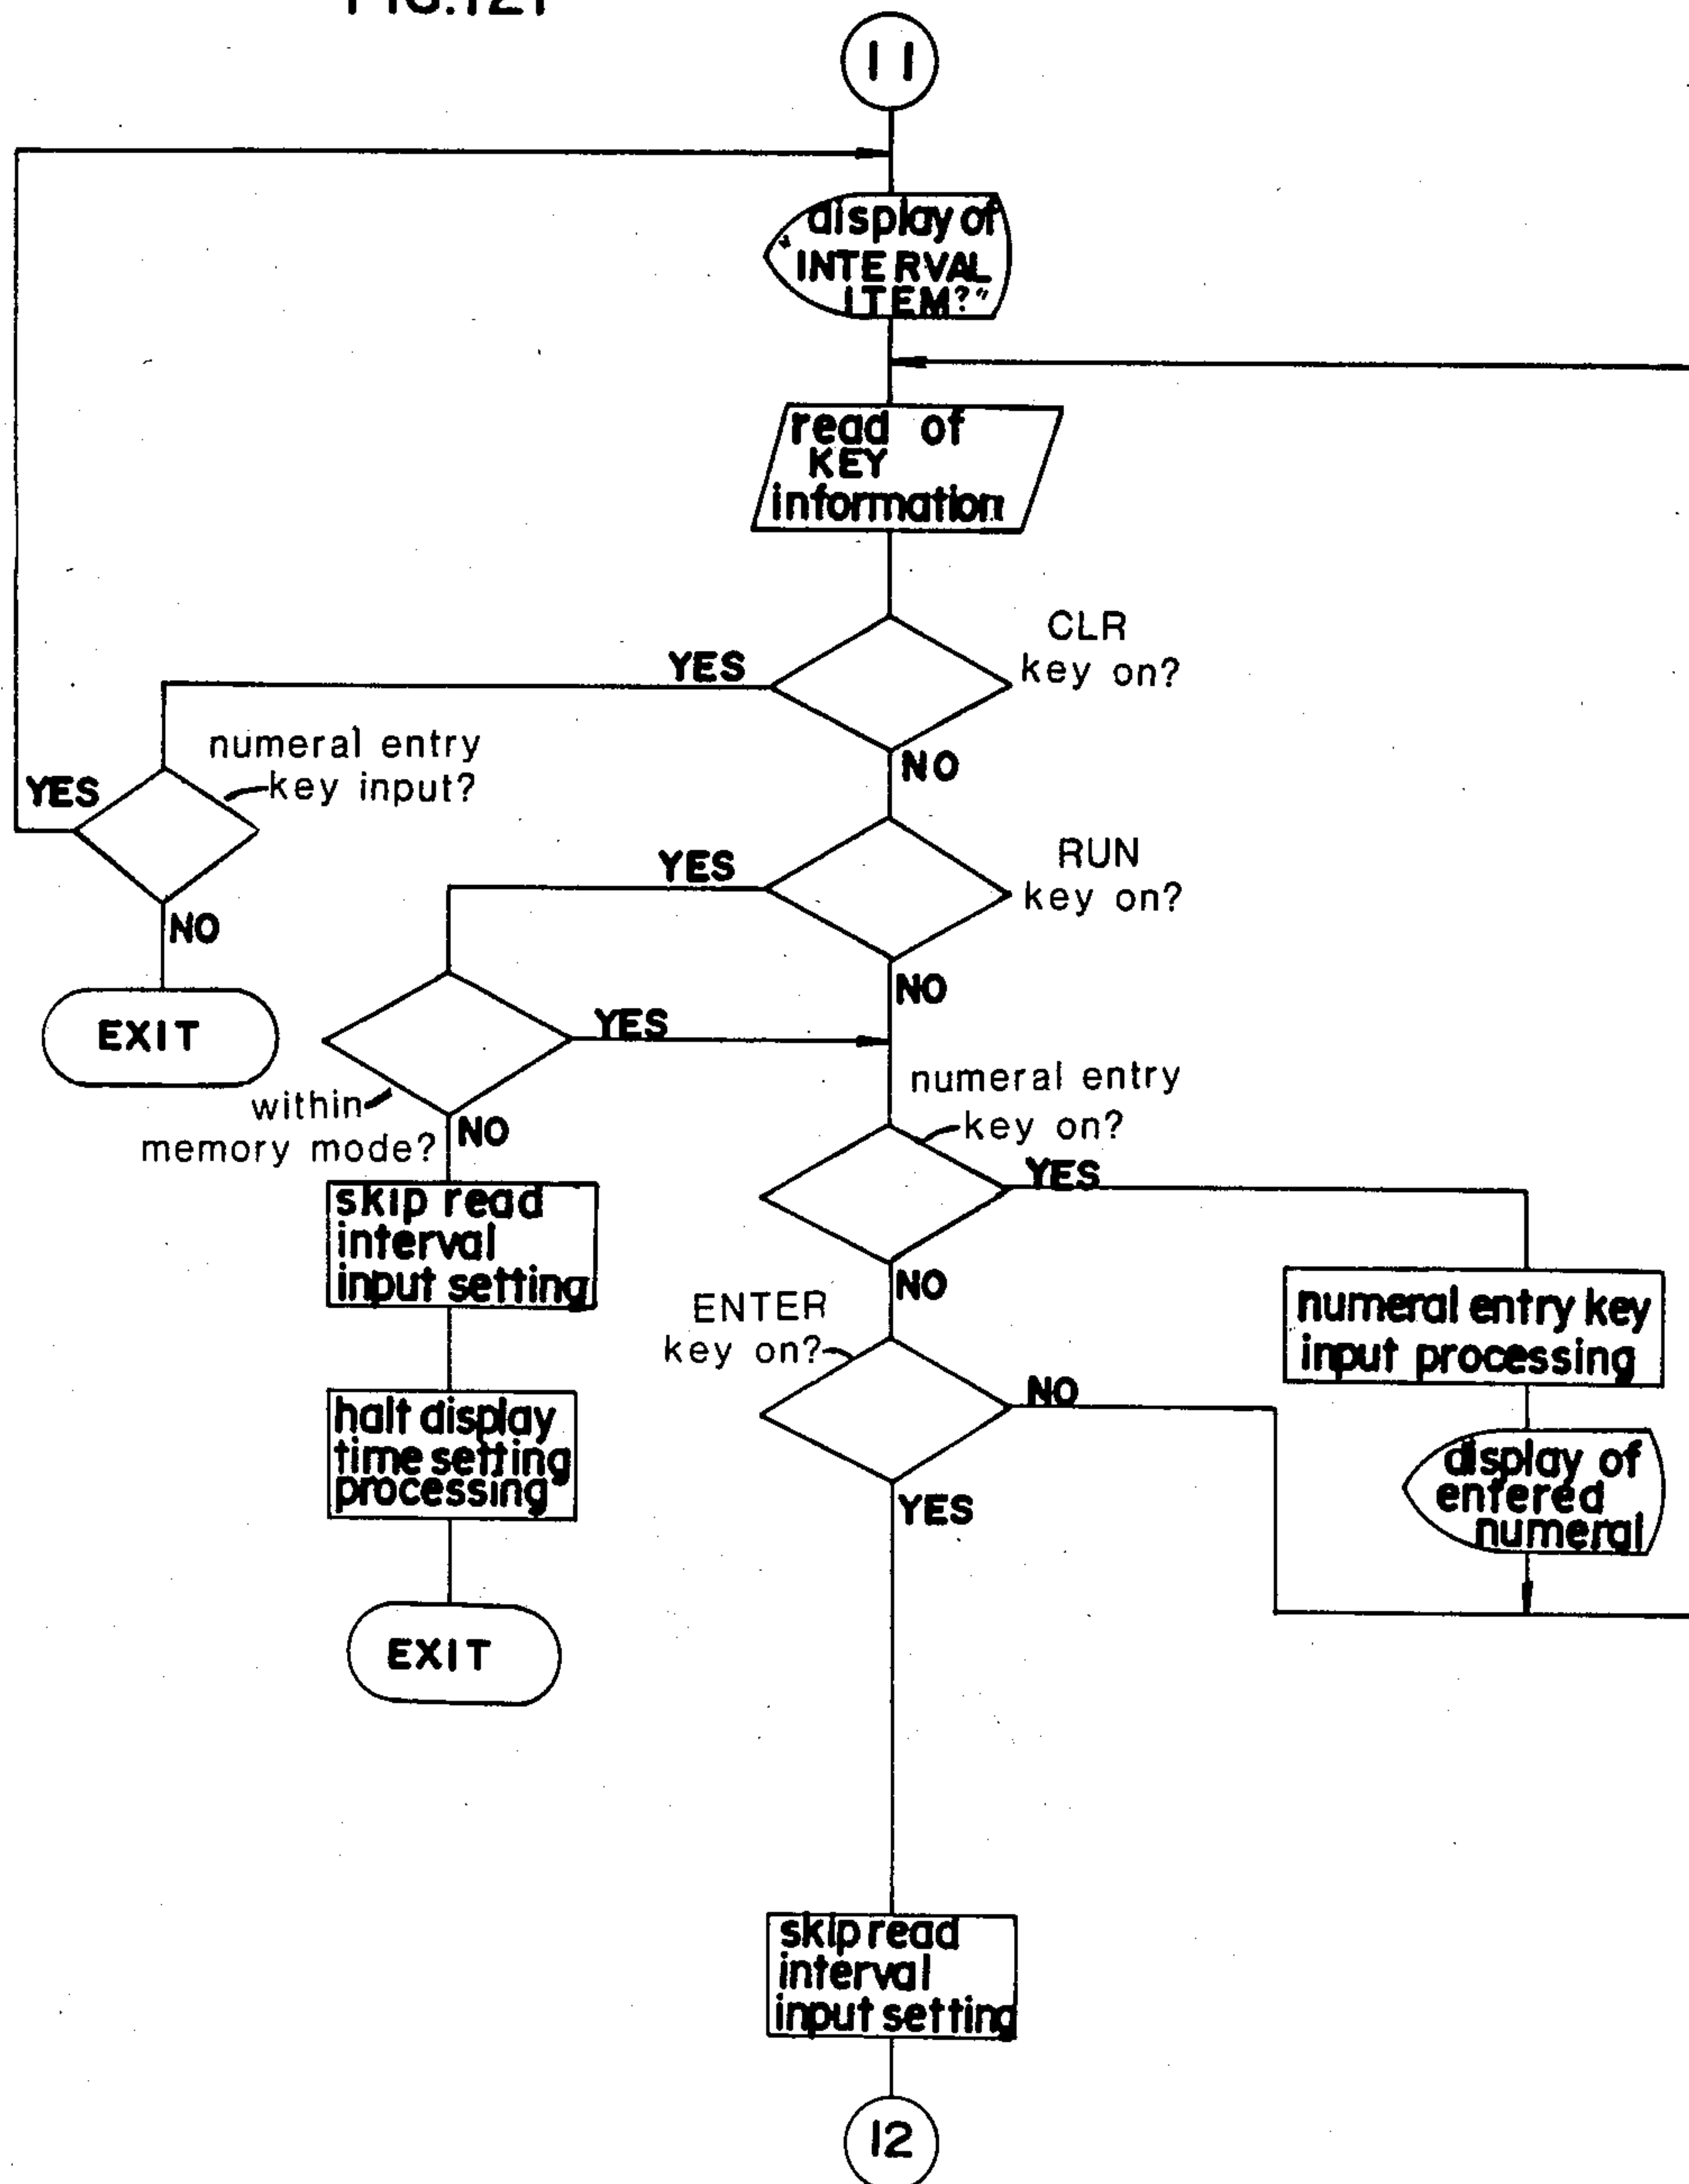 FIG.12I
11
display of
"INTERVAL
ITEM?"
read of
KEY
information
CLR
key on?
YES
NO
numeral entry
key input?
YES
NO
EXIT
RUN
key on?
YES
NO
within
memory mode?
YES
NO
skip read
interval
input setting
halt display
time setting
processing
EXIT
numeral entry
key on?
YES
NO
numeral entry key
input processing
display of
entered
numeral
ENTER
key on?
NO
YES
skip read
interval
input setting
12